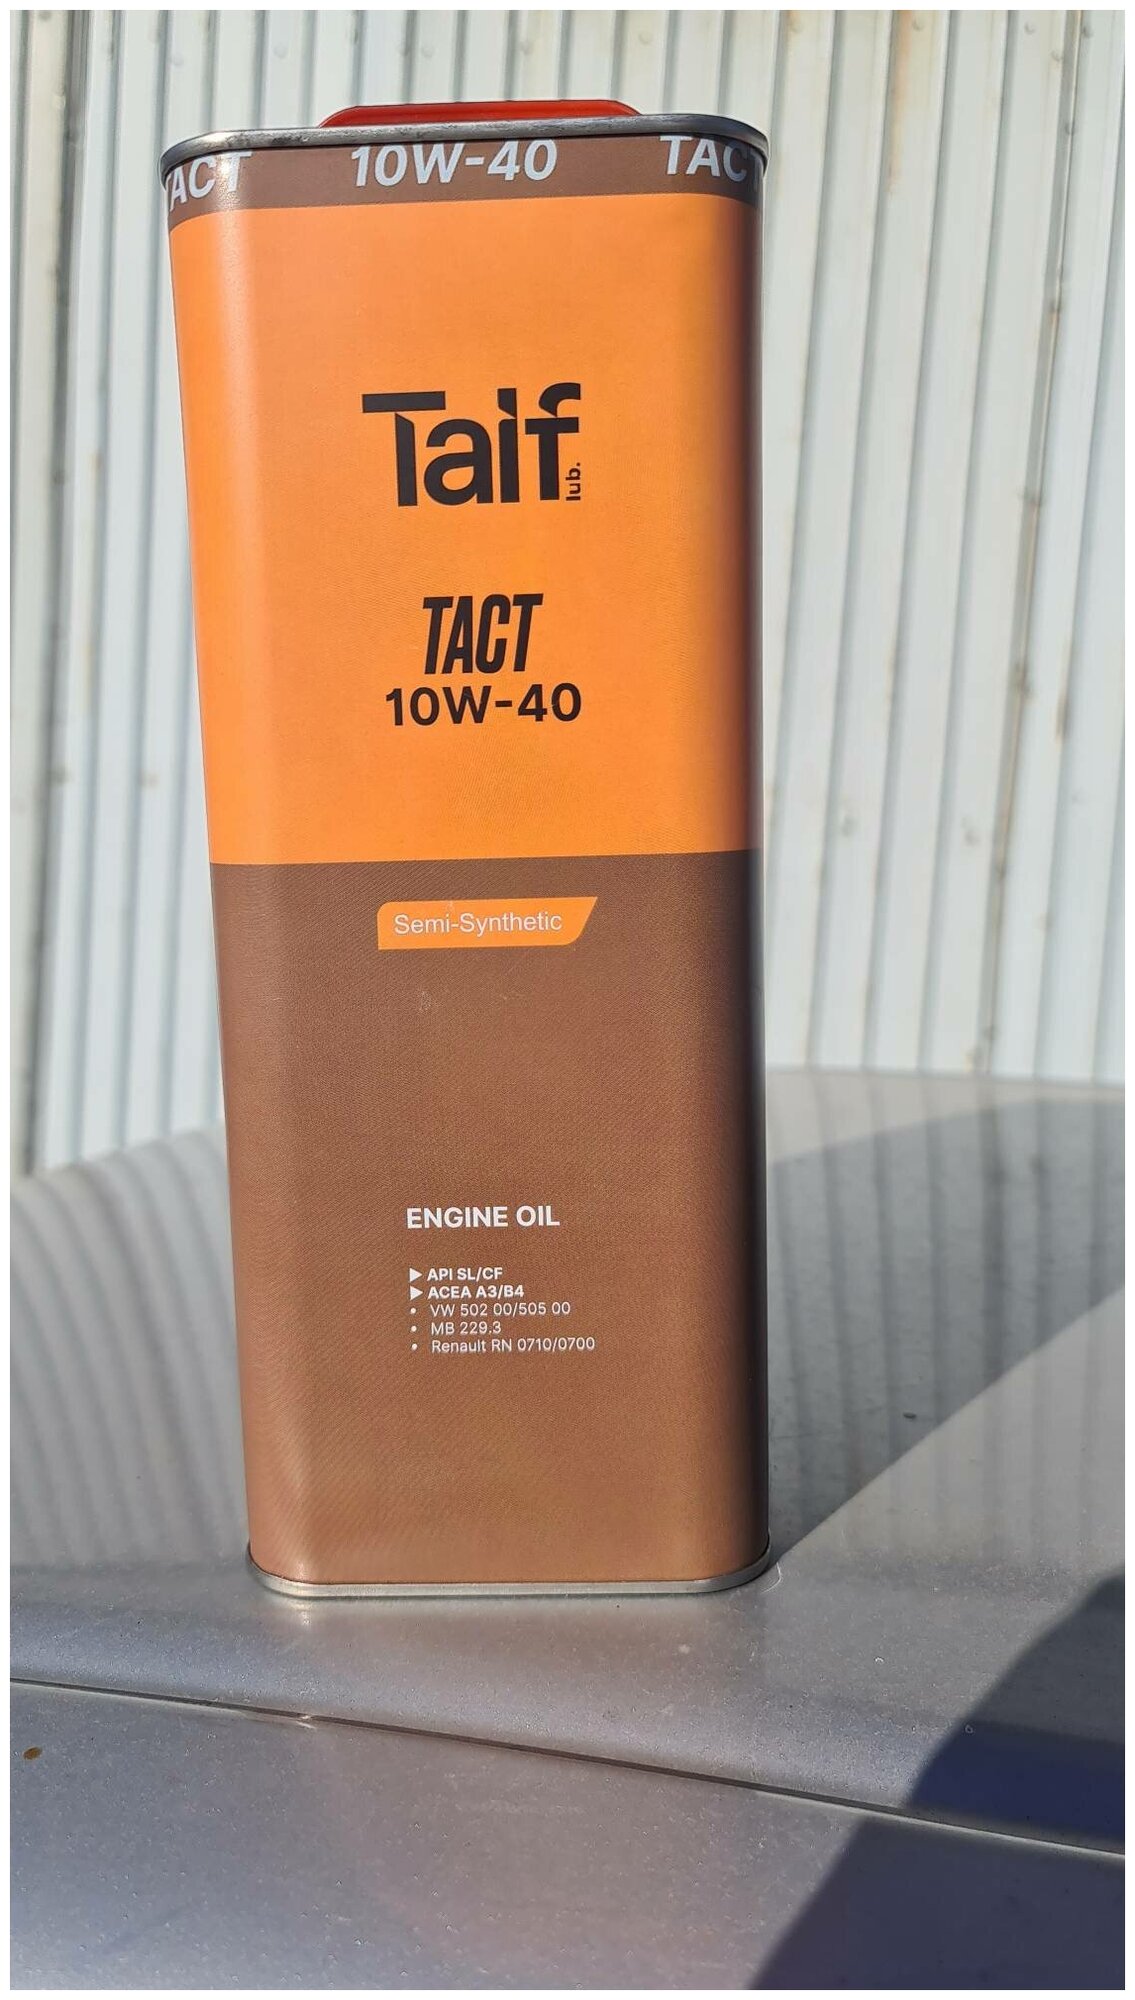 TACT 10W-40 TACT
Taif
lub.
TACT
10W-40
Semi-Synthetic
ENGINE OIL
▶ API SL/CF
▶ ACEA A3/B4
• VW 502 00/505 00
• MB 229.3
• Renault RN 0710/0700